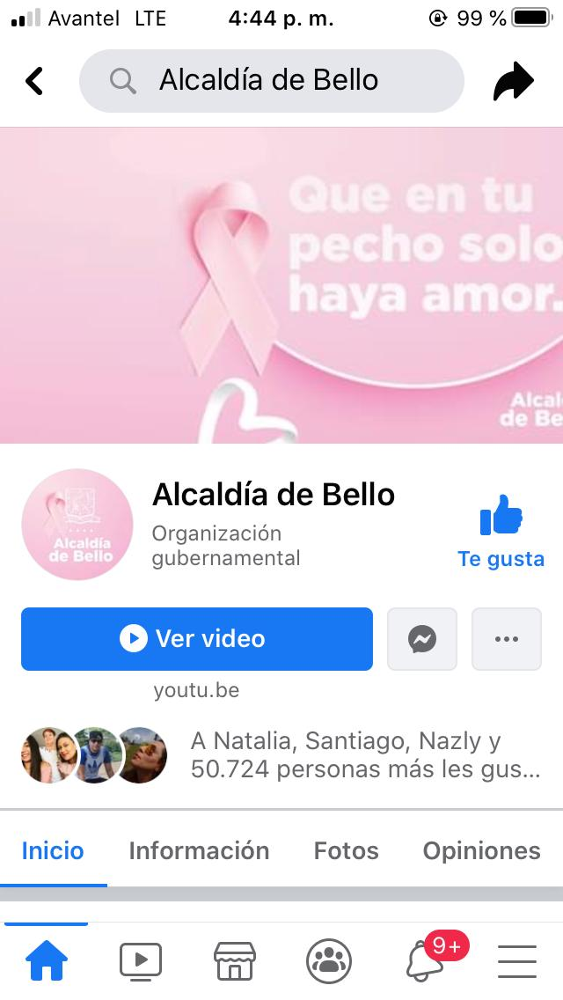 Avantel LTE 4:44 p. m. 99 %
Alcaldía de Bello
Que en tu
pecho solo
haya amor.
Alcal
de Be
Alcaldía de Bello
Organización
gubernamental
Te gusta
Alcaldía
de Bello
Ver video
youtu.be
A Natalia, Santiago, Nazly y
50.724 personas más les gus...
Inicio Información Fotos Opiniones
9+